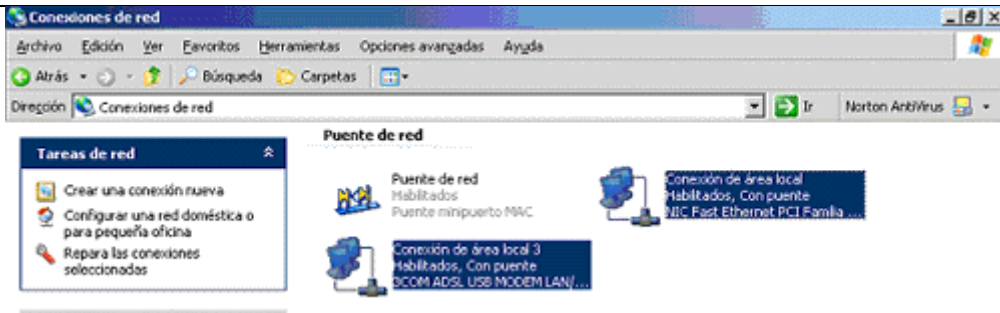 Conexiones de red
Archivo Edición Ver Favoritos Herramientas Opciones avanzadas Ayuda
Atrás Búsqueda Carpetas
Dirección Conexiones de red Ir Norton AntiVirus
Puente de red
Tareas de red
Crear una conexión nueva
Configurar una red doméstica o
para pequeña oficina
Repara las conexiones
seleccionadas
Puente de red
Habilitados
Puente minipuerto MAC
Conexión de área local
Habilitados, Con puente
NIC Fast Ethernet PCI Familia ...
Conexión de área local 3
Habilitados, Con puente
3COM ADSL USB MODEM LAN/...